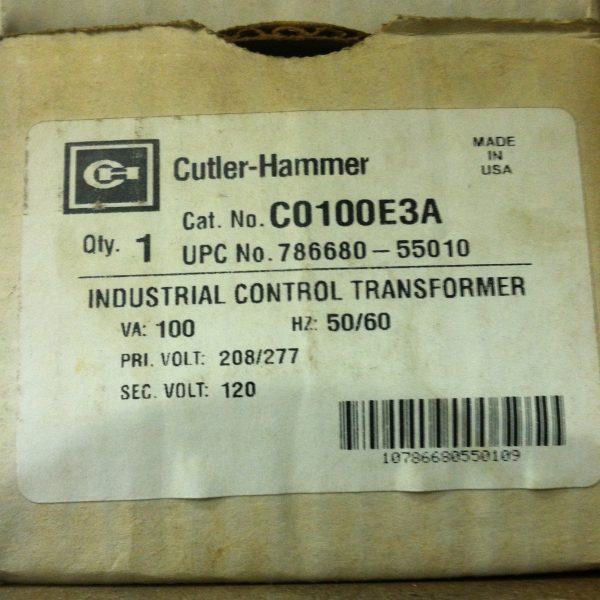 CH
Cutler-Hammer
MADE
IN
USA
Cat. No. C0100E3A
Qty. 1
UPC No. 786680-55010
INDUSTRIAL CONTROL TRANSFORMER
VA: 100 HZ: 50/60
PRI. VOLT: 208/277
SEC. VOLT: 120
10786680550109